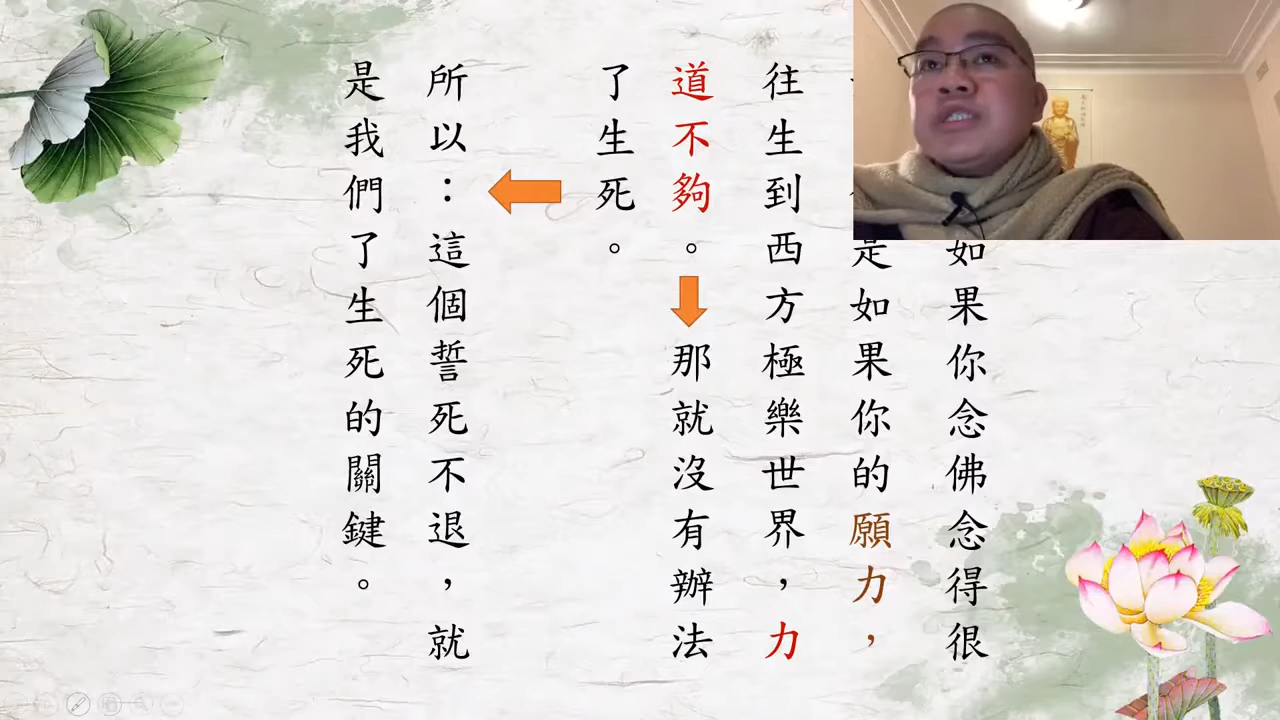 如果你念佛念得很
是如果你的願力，
往生到西方極樂世界，力
道不夠。那就沒有辦法
了生死。
所以：這個誓死不退，就
是我們了生死的關鍵。